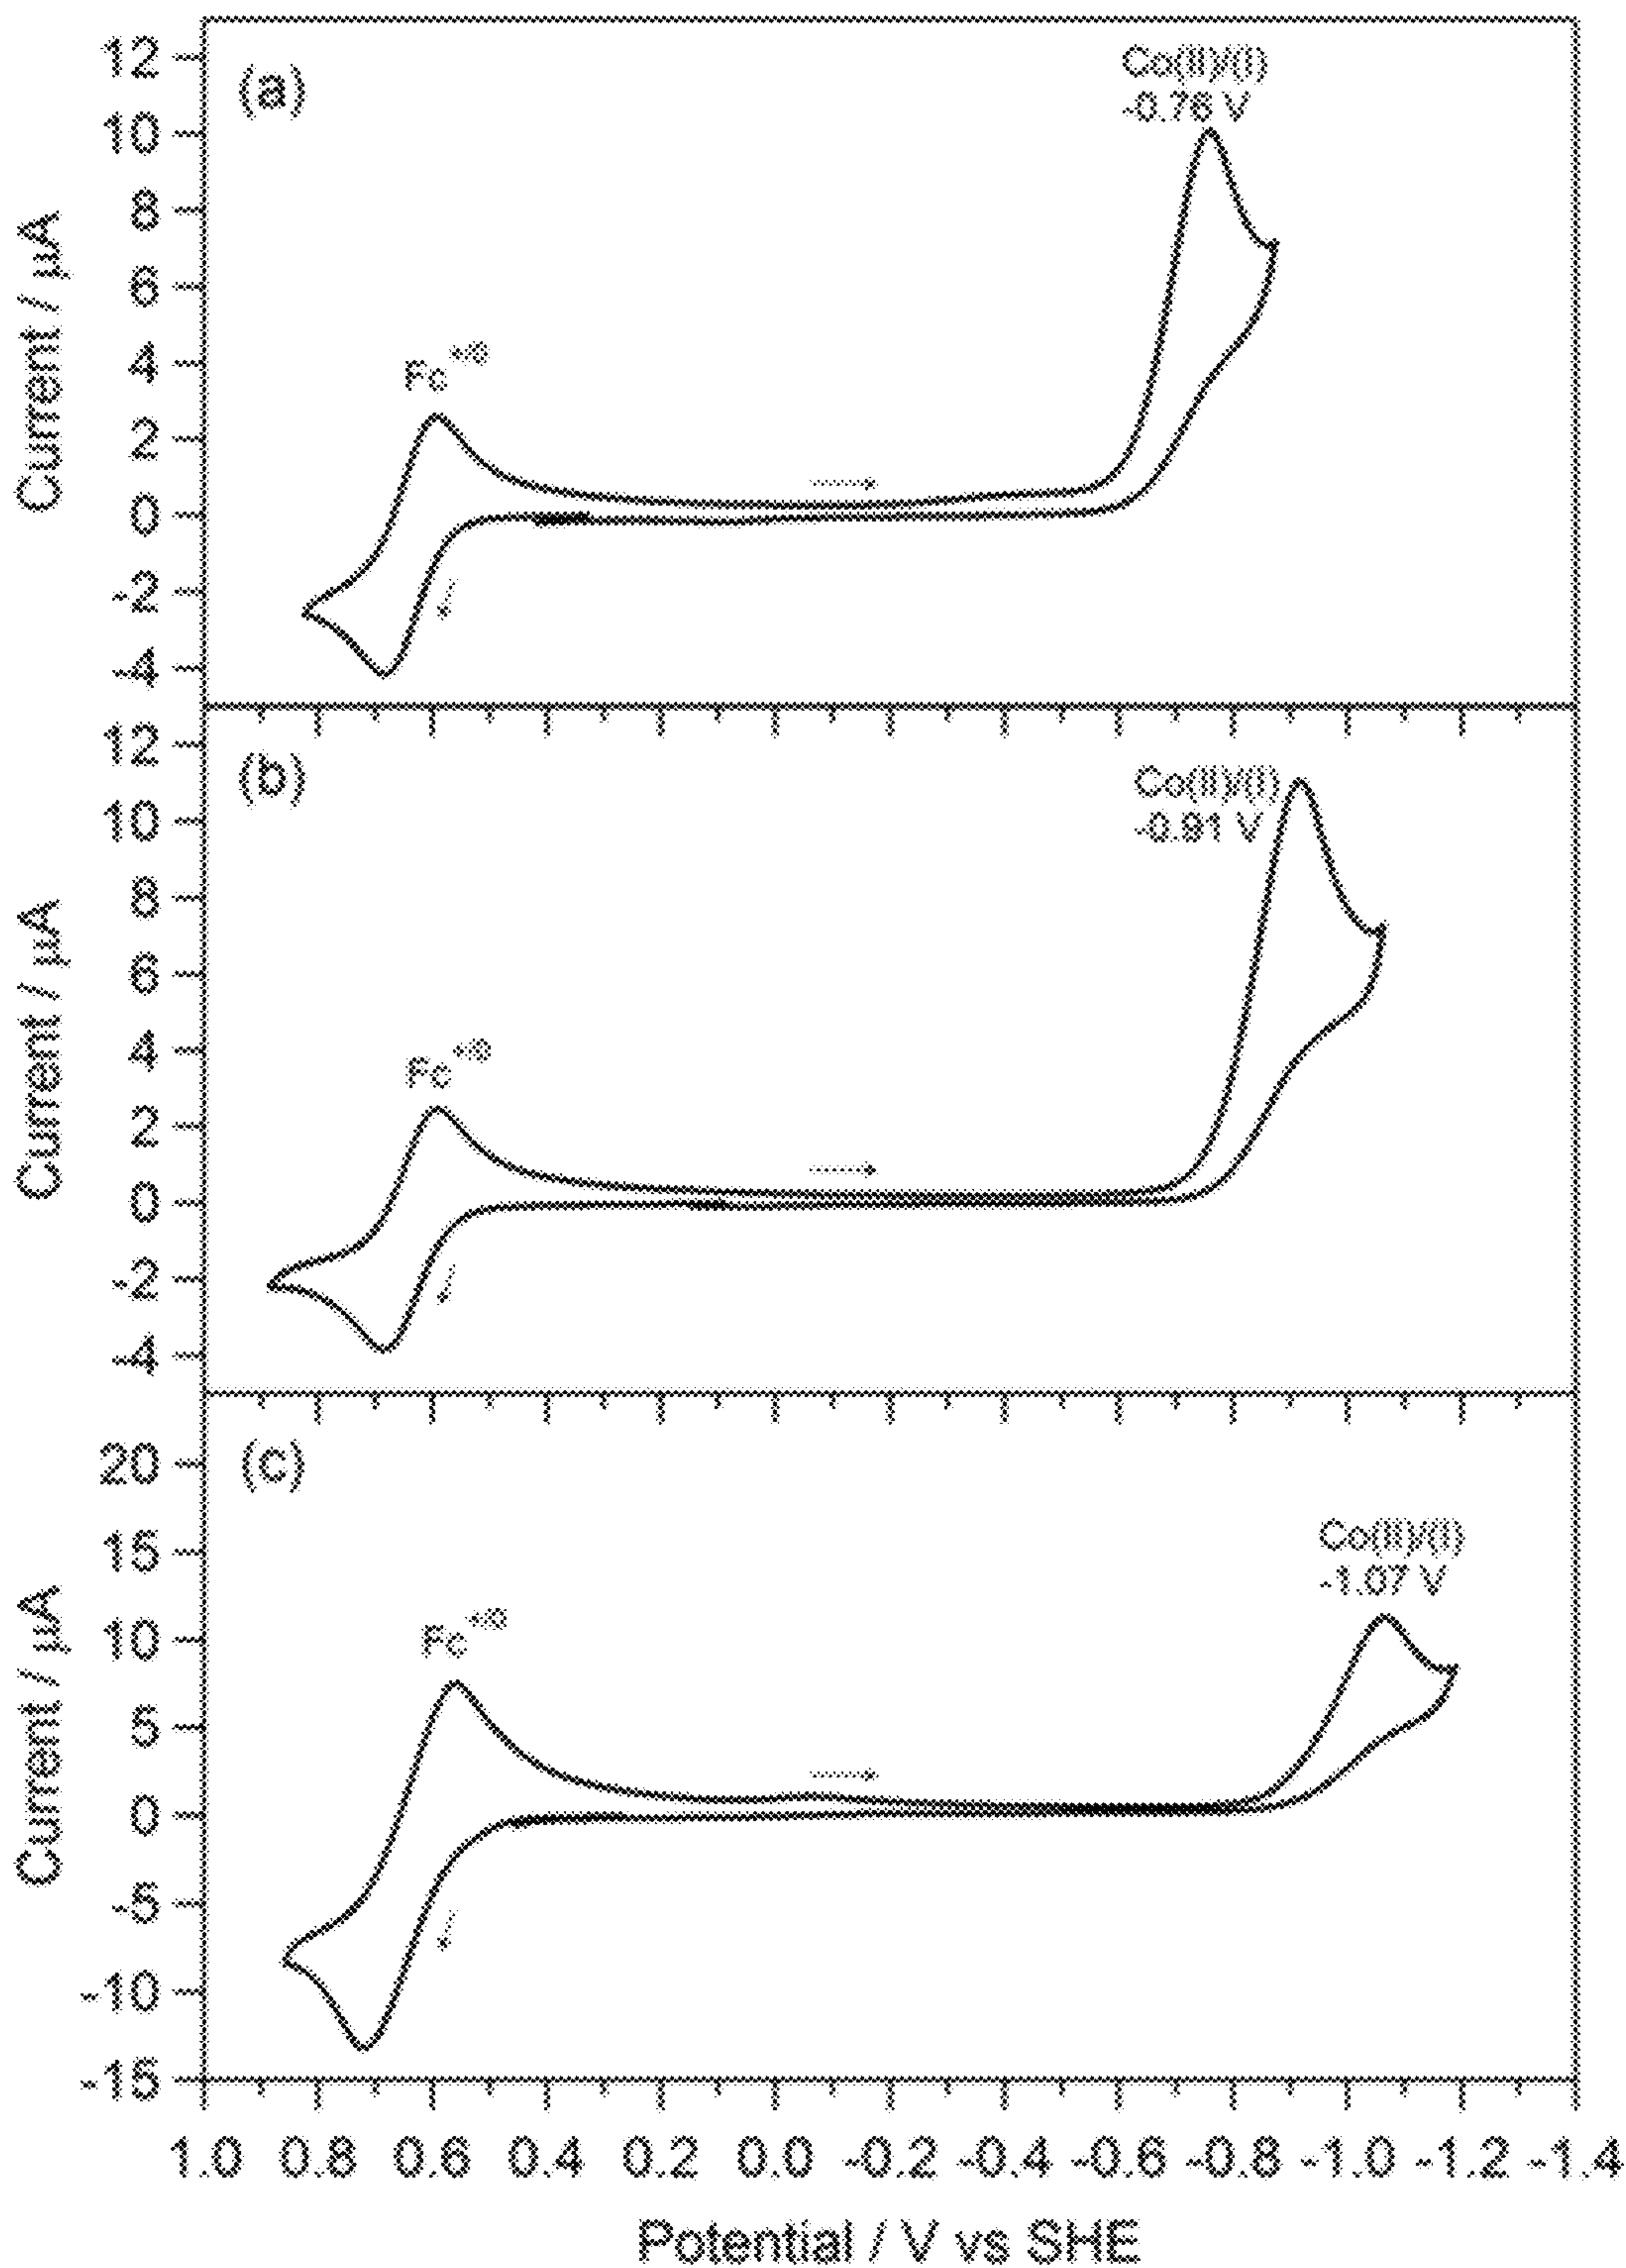 (a)
Co(II)/(I)
-0.76 V
Fc+/0
12
10
8
6
4
2
0
-2
-4
Current / µA
(b)
Co(II)/(I)
-0.91 V
Fc+/0
12
10
8
6
4
2
0
-2
-4
Current / µA
(c)
Co(II)/(I)
-1.07 V
Fc+/0
20
15
10
5
0
-5
-10
-15
Current / µA
1.0 0.8 0.6 0.4 0.2 0.0 -0.2 -0.4 -0.6 -0.8 -1.0 -1.2 -1.4
Potential / V vs SHE